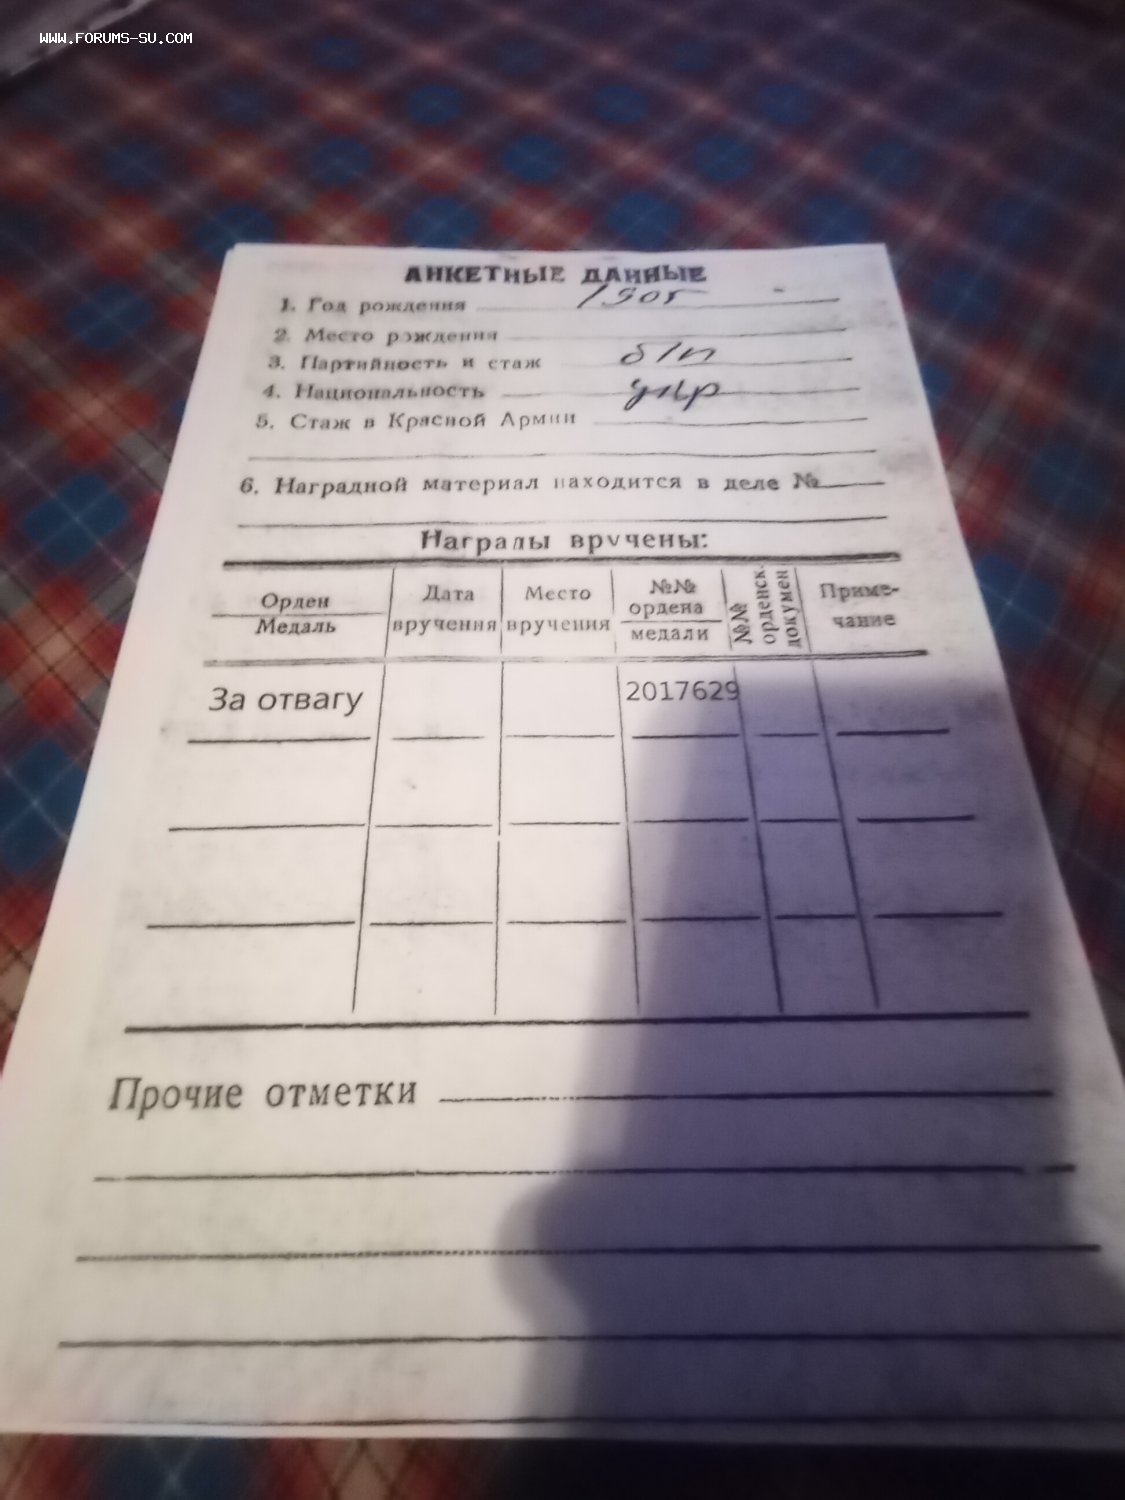 WWW.FORUMS-SU.COM
АНКЕТНЫЕ ДАННЫЕ
1. Год рождения 1905
2. Место рождения
3. Партийность и стаж б/п
4. Национальность укр
5. Стаж в Красной Армии
6. Наградной материал находится в деле №
Награды вручены:
Орден
Медаль
Дата
вручения
Место
вручения
№№
ордена
медали
№№
орденск.
докумен
Приме-
чание
За отвагу 2017629
Прочие отметки